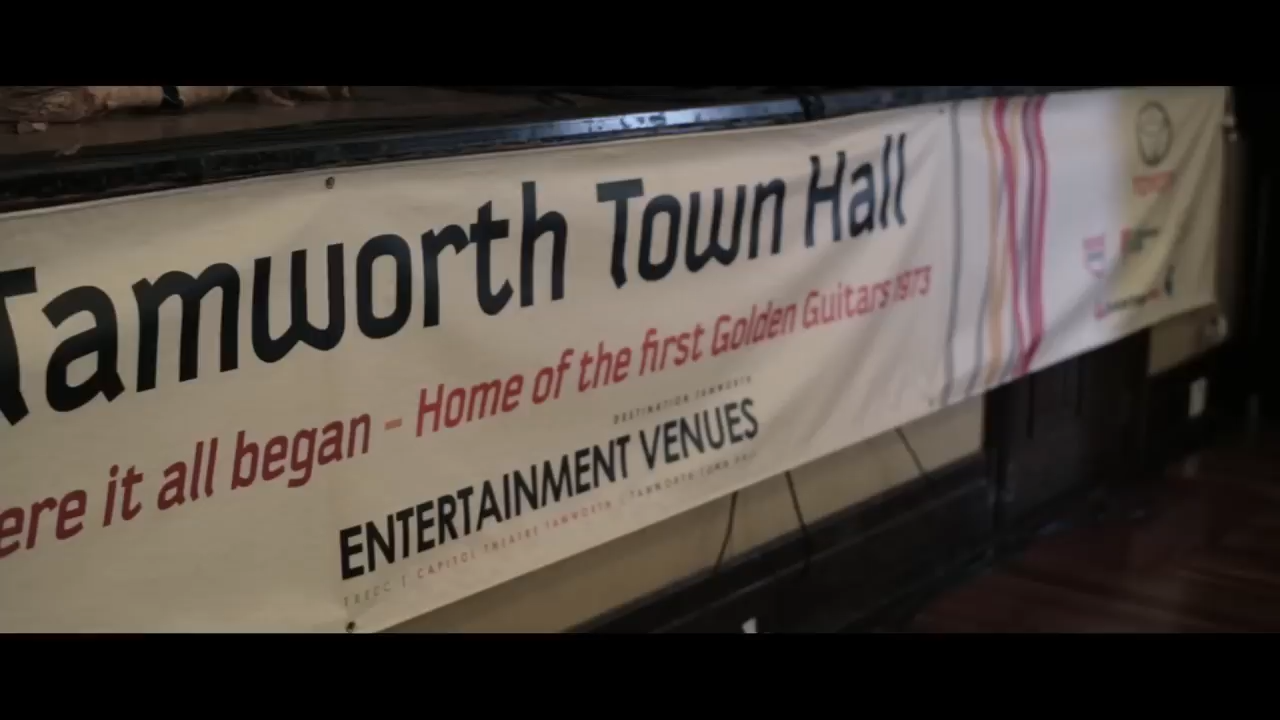 Tamworth Town Hall
ere it all began - Home of the first Golden Guitars 1973
DESTINATION TAMWORTH
ENTERTAINMENT VENUES
TRECC | CAPITOL THEATRE TAMWORTH | TAMWORTH TOWN HALL
TOYOTA